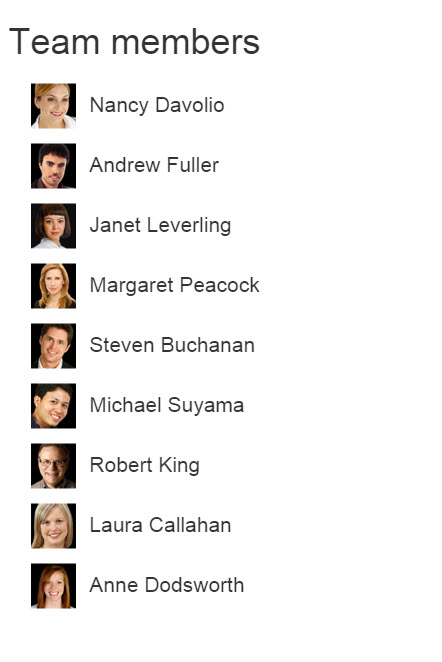 Team members
Nancy Davolio
Andrew Fuller
Janet Leverling
Margaret Peacock
Steven Buchanan
Michael Suyama
Robert King
Laura Callahan
Anne Dodsworth